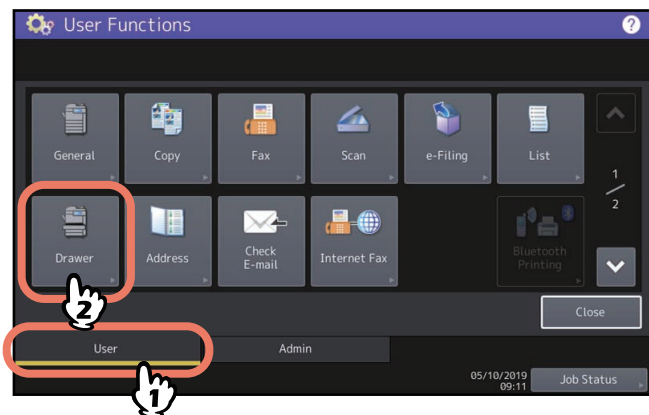 User Functions
?
General
Copy
Fax
Scan
e-Filing
List
1
2
Drawer
Address
Check
E-mail
Internet Fax
Bluetooth
Printing
2
Close
User
Admin
1
05/10/2019
09:11
Job Status